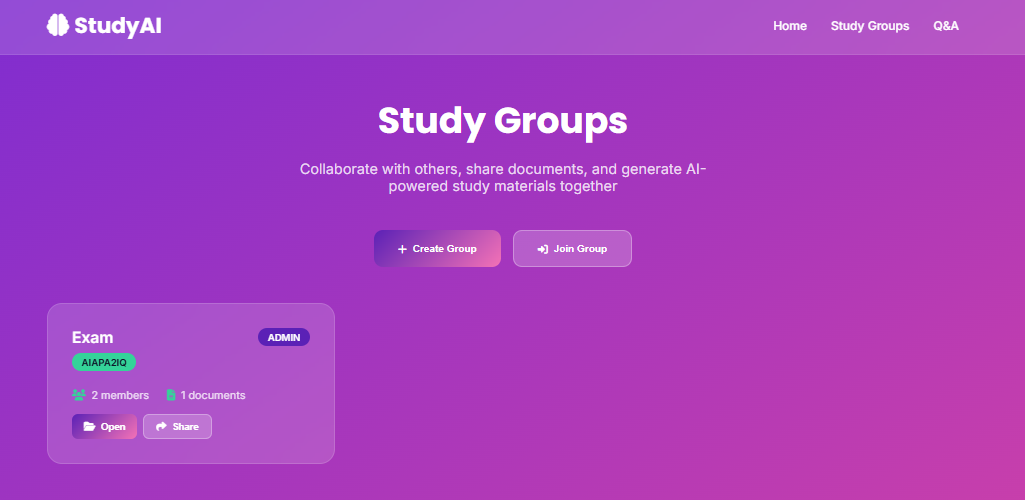 StudyAI
Home
Study Groups
Q&A
Study Groups
Collaborate with others, share documents, and generate AI-
powered study materials together
Create Group
Join Group
Exam
ADMIN
AIAPA2IQ
2 members
1 documents
Open
Share